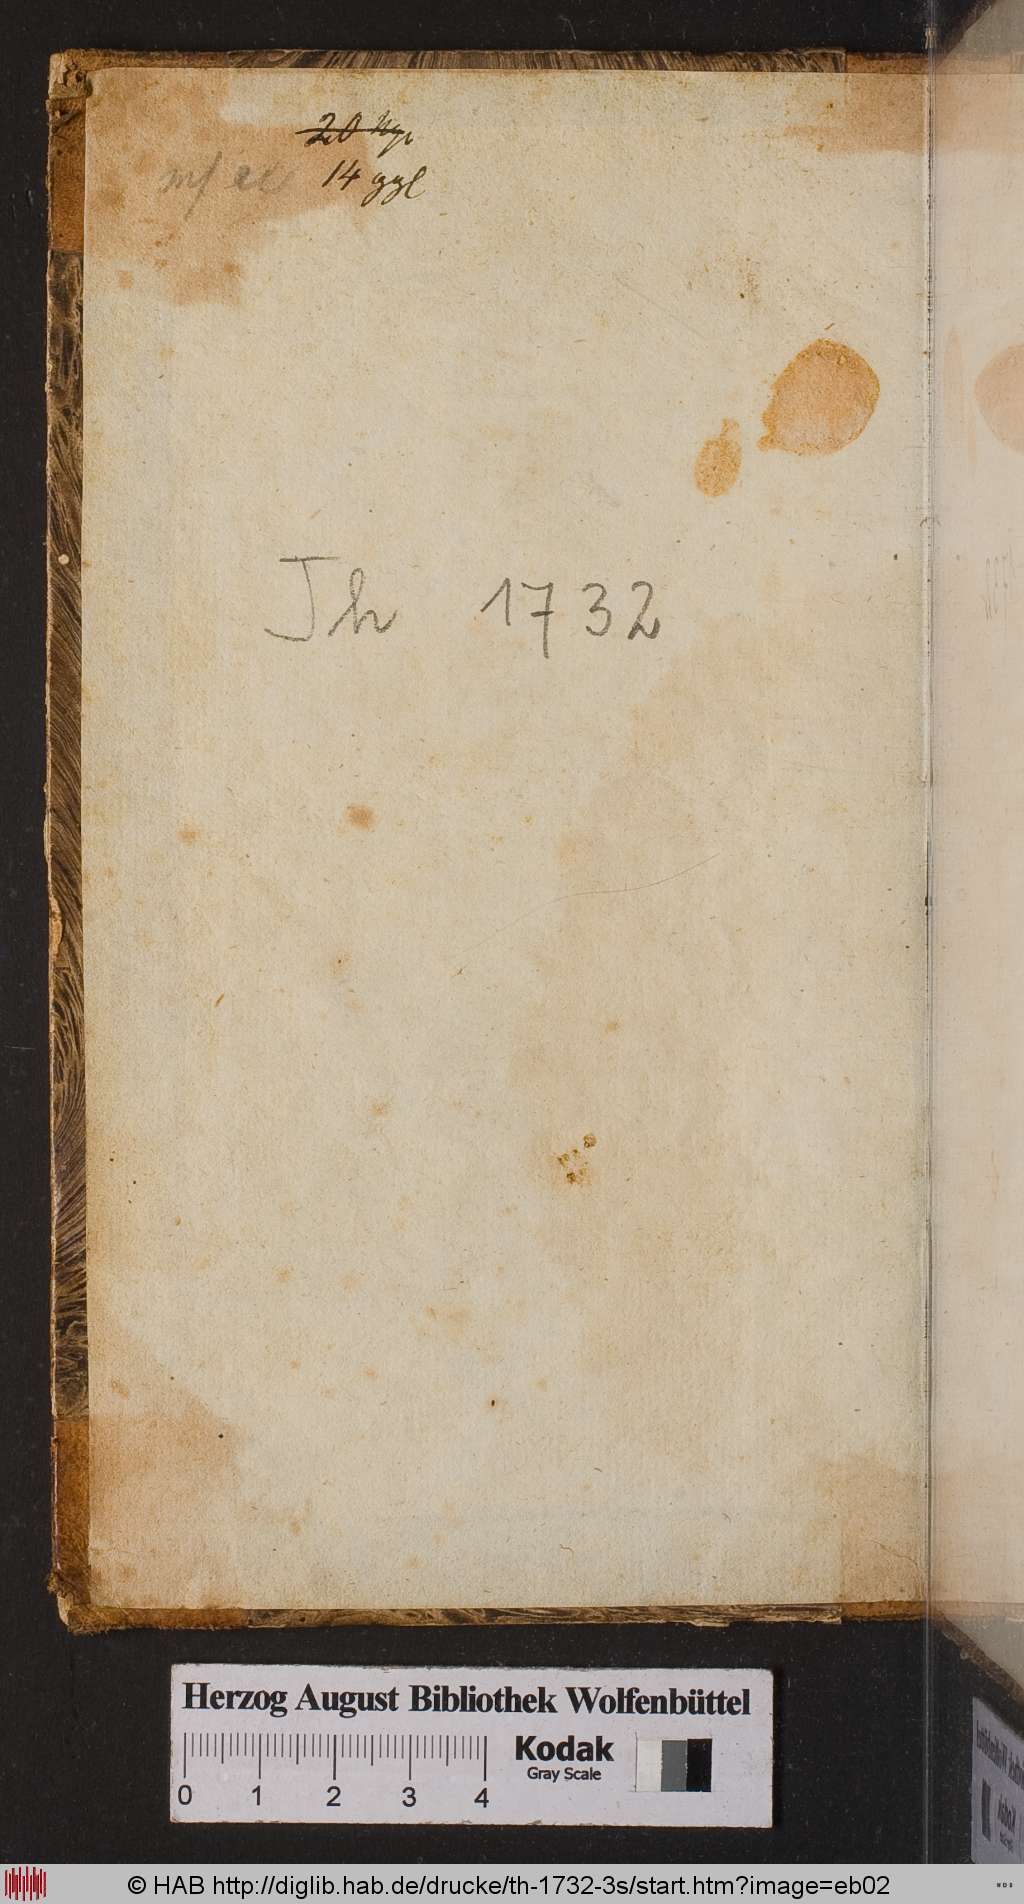 20
14 ggl
Th 1732
Herzog August Bibliothek Wolfenbüttel
Kodak
Gray Scale
0 1 2 3 4
© HAB http://diglib.hab.de/drucke/th-1732-3s/start.htm?image=eb02